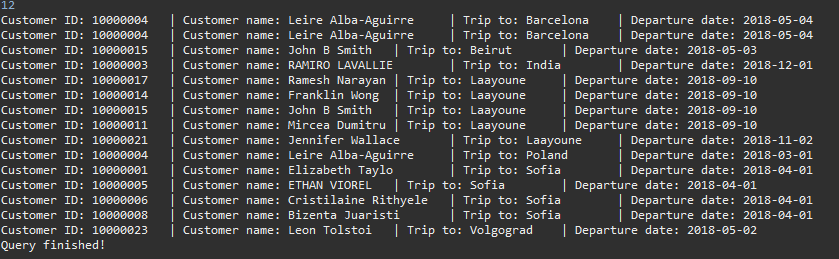 12
Customer ID: 10000004 | Customer name: Leire Alba-Aguirre | Trip to: Barcelona | Departure date: 2018-05-04
Customer ID: 10000004 | Customer name: Leire Alba-Aguirre | Trip to: Barcelona | Departure date: 2018-05-04
Customer ID: 10000015 | Customer name: John B Smith | Trip to: Beirut | Departure date: 2018-05-03
Customer ID: 10000003 | Customer name: RAMIRO LAVALLIE | Trip to: India | Departure date: 2018-12-01
Customer ID: 10000017 | Customer name: Ramesh Narayan | Trip to: Laayoune | Departure date: 2018-09-10
Customer ID: 10000014 | Customer name: Franklin Wong | Trip to: Laayoune | Departure date: 2018-09-10
Customer ID: 10000015 | Customer name: John B Smith | Trip to: Laayoune | Departure date: 2018-09-10
Customer ID: 10000011 | Customer name: Mircea Dumitru | Trip to: Laayoune | Departure date: 2018-09-10
Customer ID: 10000021 | Customer name: Jennifer Wallace | Trip to: Laayoune | Departure date: 2018-11-02
Customer ID: 10000004 | Customer name: Leire Alba-Aguirre | Trip to: Poland | Departure date: 2018-03-01
Customer ID: 10000001 | Customer name: Elizabeth Taylo | Trip to: Sofia | Departure date: 2018-04-01
Customer ID: 10000005 | Customer name: ETHAN VIOREL | Trip to: Sofia | Departure date: 2018-04-01
Customer ID: 10000006 | Customer name: Cristilaine Rithyele | Trip to: Sofia | Departure date: 2018-04-01
Customer ID: 10000008 | Customer name: Bizenta Juaristi | Trip to: Sofia | Departure date: 2018-04-01
Customer ID: 10000023 | Customer name: Leon Tolstoi | Trip to: Volgograd | Departure date: 2018-05-02
Query finished!